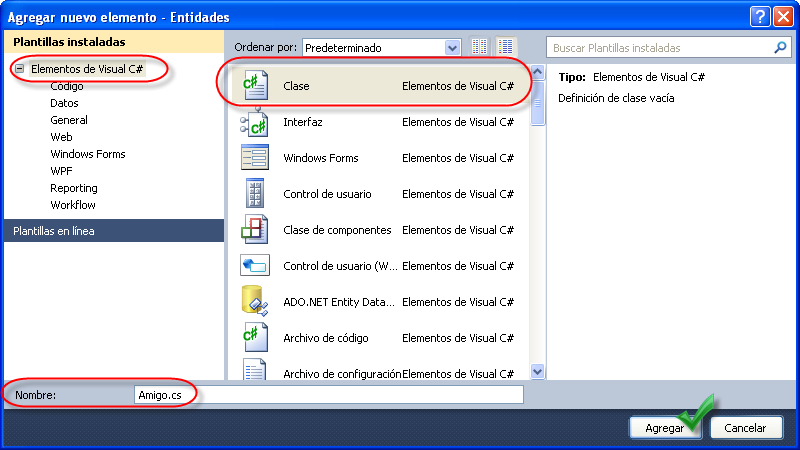 Agregar nuevo elemento - Entidades
Plantillas instaladas
Elementos de Visual C#
Código
Datos
General
Web
Windows Forms
WPF
Reporting
Workflow
Plantillas en línea
Ordenar por: Predeterminado
Clase Elementos de Visual C#
Interfaz Elementos de Visual C#
Windows Forms Elementos de Visual C#
Control de usuario Elementos de Visual C#
Clase de componentes Elementos de Visual C#
Control de usuario (W... Elementos de Visual C#
ADO.NET Entity Data... Elementos de Visual C#
Archivo de código Elementos de Visual C#
Archivo de configuración Elementos de Visual C#
Buscar Plantillas instaladas
Tipo: Elementos de Visual C#
Definición de clase vacía
Nombre: Amigo.cs
Agregar Cancelar